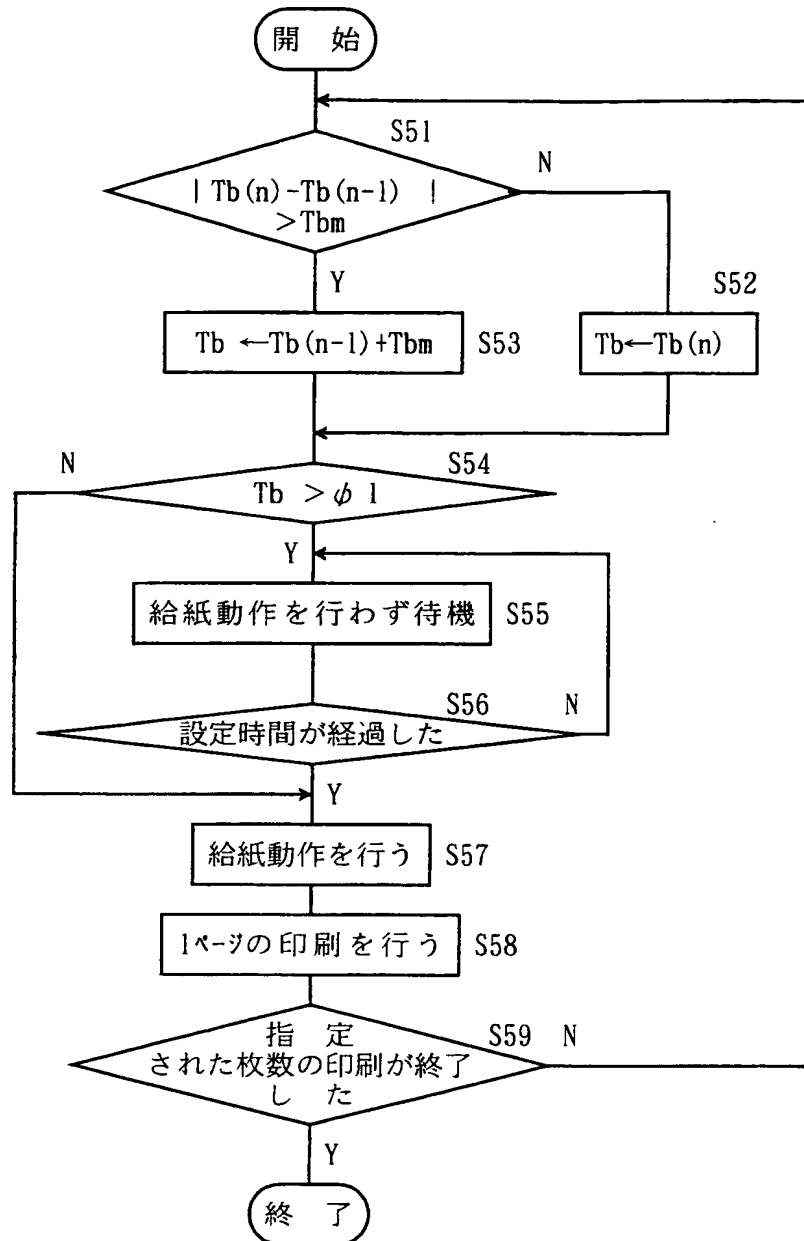 開 始
S51
N
| Tb(n)-Tb(n-1) |
>Tbm
Y
S52
Tb ←Tb(n-1)+Tbm
S53
Tb←Tb(n)
N
S54
Tb >φ1
Y
給紙動作を行わず待機
S55
S56
N
設定時間が経過した
Y
給紙動作を行う
S57
1ページの印刷を行う
S58
指 定
S59
N
された枚数の印刷が終了
し た
Y
終 了